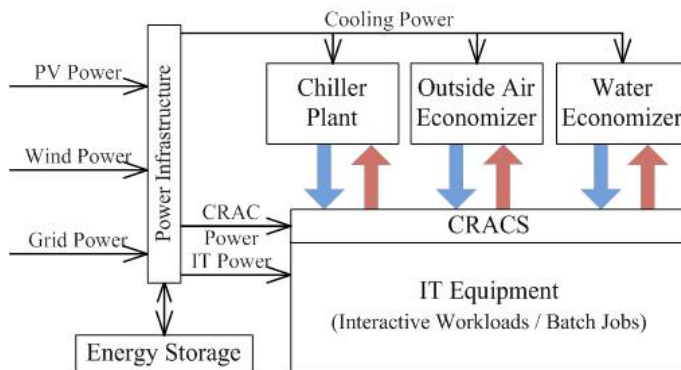 Cooling Power
PV Power
Wind Power
Grid Power
Power Infrastructure
Chiller
Plant
Outside Air
Economizer
Water
Economizer
CRAC
Power
IT Power
CRACS
IT Equipment
(Interactive Workloads / Batch Jobs)
Energy Storage